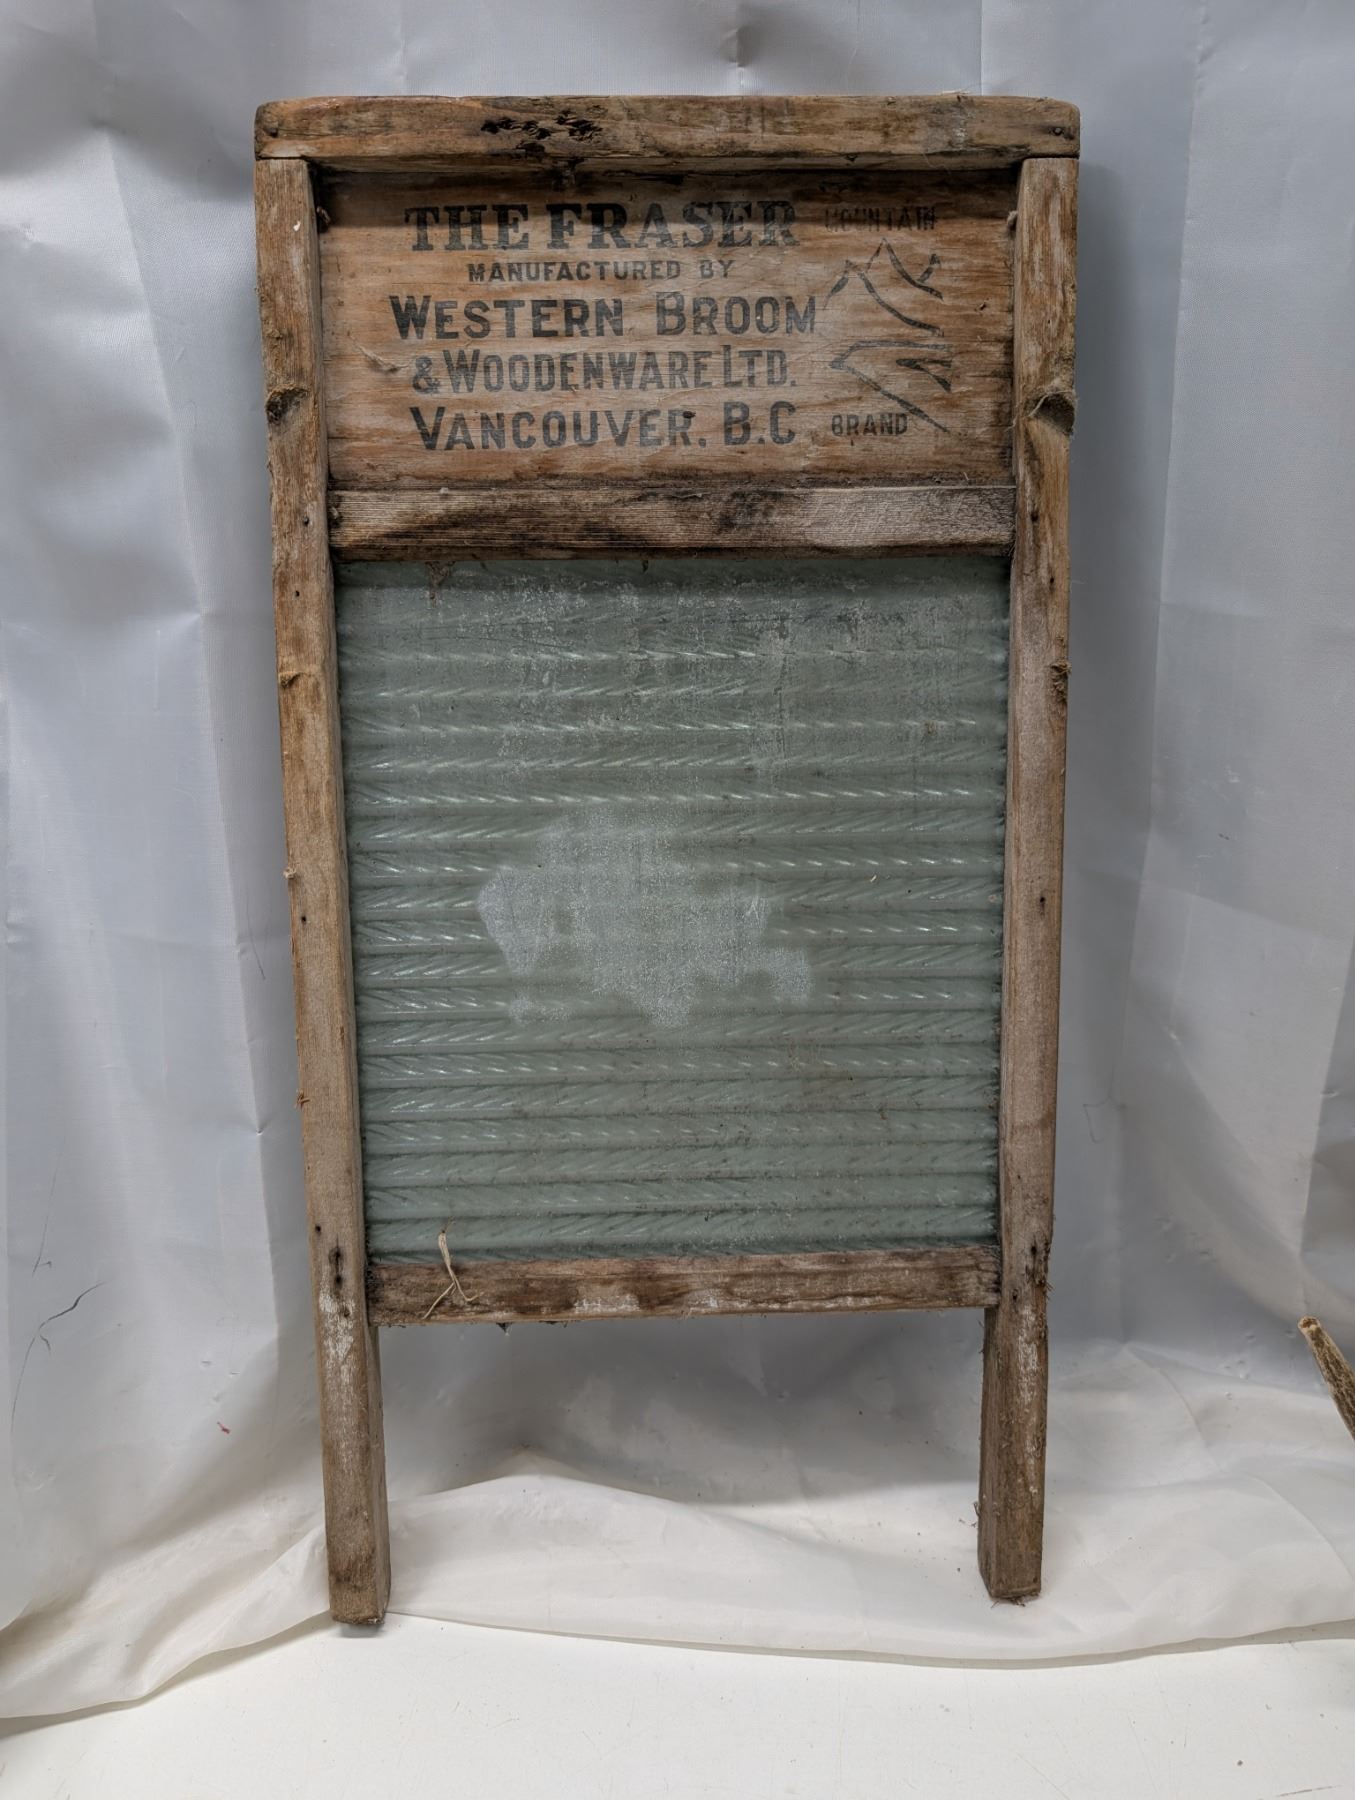 THE FRASER
MANUFACTURED BY
WESTERN BROOM
& WOODENWARE LTD.
VANCOUVER. B.C
MOUNTAIN
BRAND